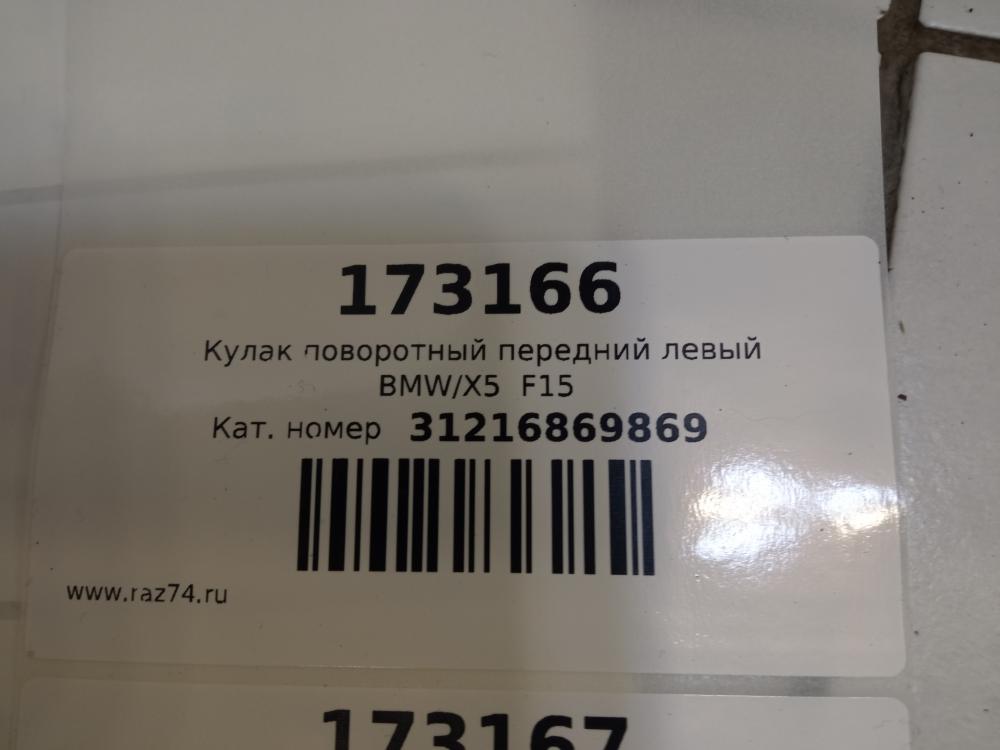 173166
Кулак поворотный передний левый
BMW/X5 F15
Кат. номер 31216869869
www.raz74.ru
173167